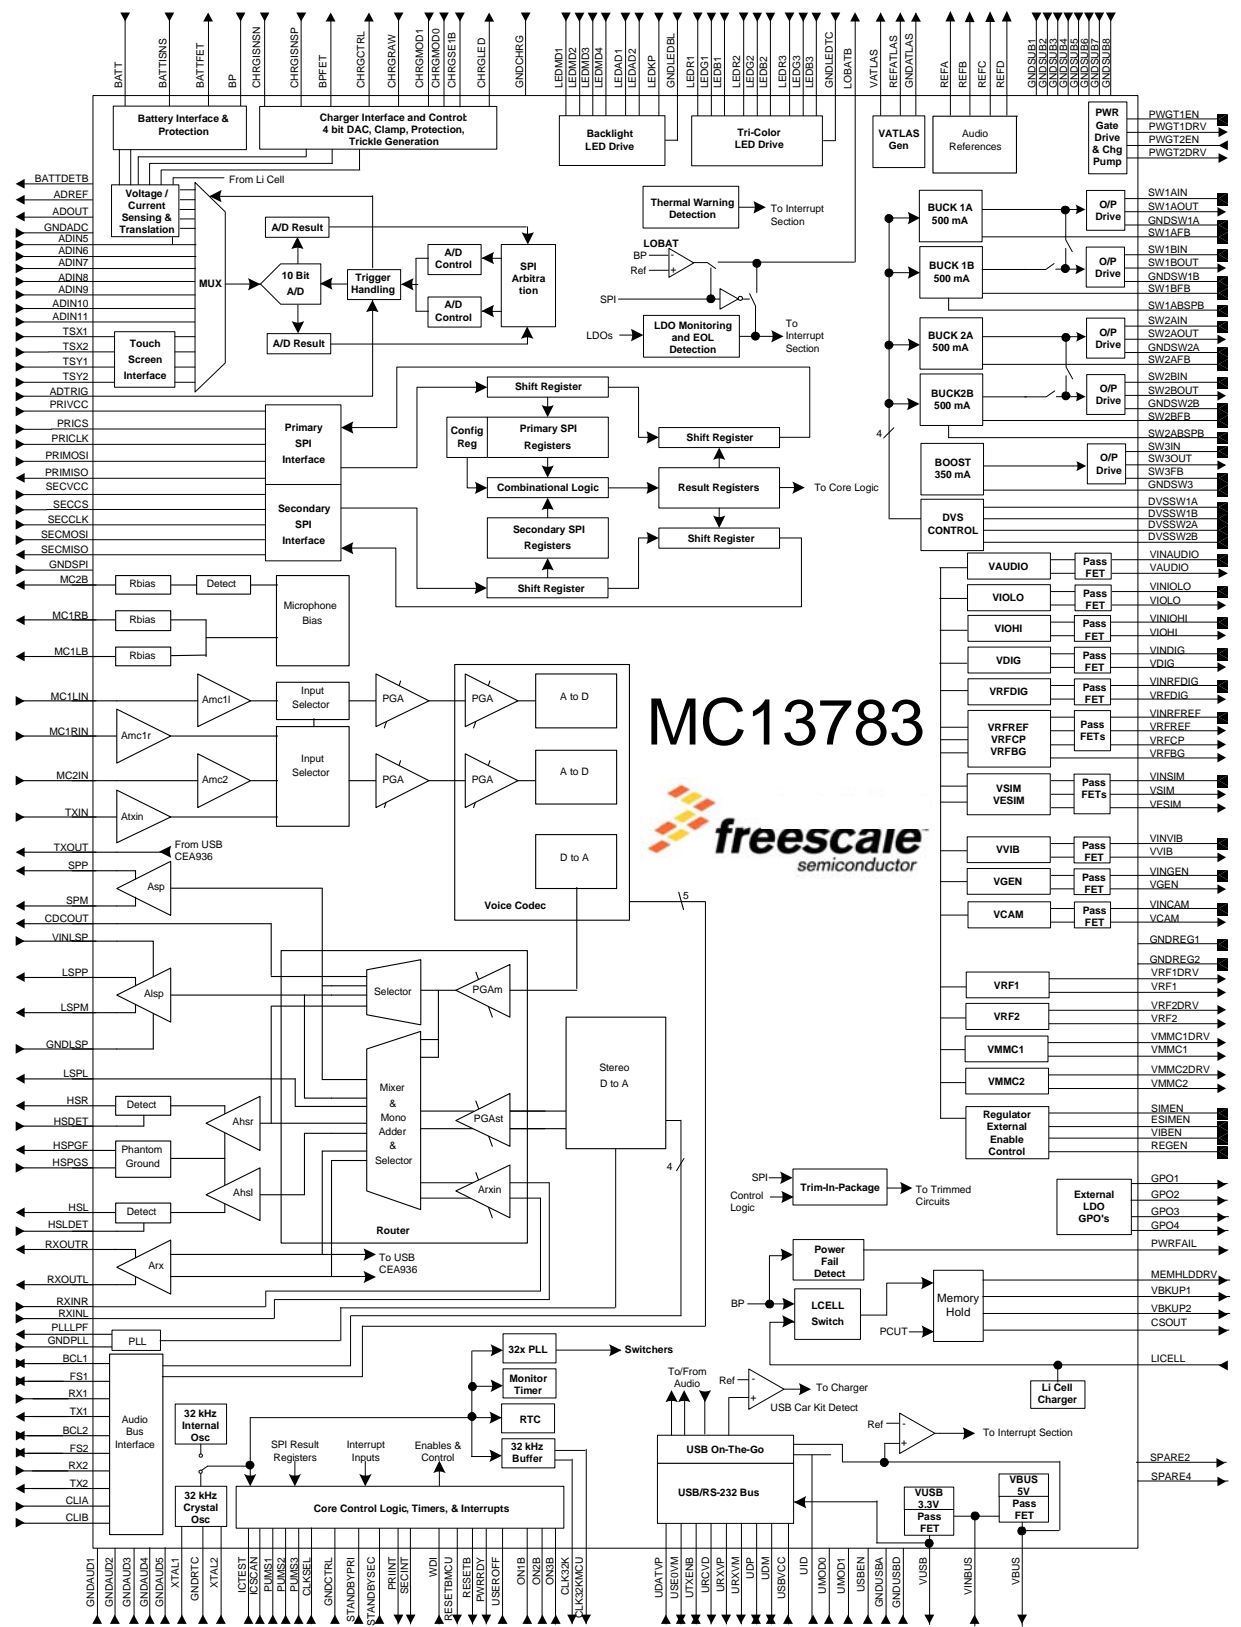 BATT
BATTISNS
BATTFET
BP
CHRGISNSN
CHRGISNSP
BPFET
CHRGCTRL
CHRGRAW
CHRGMOD1
CHRGMOD0
CHRGSE1B
CHRGLED
GNDCHRG
LEDMD1
LEDMD2
LEDMD3
LEDMD4
LEDAD1
LEDAD2
LEDKP
GNDLEDBL
LEDR1
LEDG1
LEDB1
LEDR2
LEDG2
LEDB2
LEDR3
LEDG3
LEDB3
GNDLEDTC
LOBATB
VATLAS
REFATLAS
GNDATLAS
REFA
REFB
REFC
REFD
GNDSUB1
GNDSUB2
GNDSUB3
GNDSUB4
GNDSUB5
GNDSUB6
GNDSUB7
GNDSUB8
Battery Interface &
Protection
Charger Interface and Control:
4 bit DAC, Clamp, Protection,
Trickle Generation
Backlight
LED Drive
Tri-Color
LED Drive
VATLAS
Gen
Audio
References
PWR
Gate
Drive
& Chg
Pump
PWGT1EN
PWGT1DRV
PWGT2EN
PWGT2DRV
BATTDETB
ADREF
ADOUT
GNDADC
ADIN5
ADIN6
ADIN7
ADIN8
ADIN9
ADIN10
ADIN11
TSX1
TSX2
TSY1
TSY2
ADTRIG
From Li Cell
Voltage /
Current
Sensing &
Translation
MUX
Touch
Screen
Interface
A/D Result
10 Bit
A/D
A/D Result
Trigger
Handling
A/D
Control
A/D
Control
SPI
Arbitra
tion
Thermal Warning
Detection
To Interrupt
Section
LOBAT
BP
Ref
-
+
SPI
LDOs
LDO Monitoring
and EOL
Detection
To
Interrupt
Section
BUCK 1A
500 mA
BUCK 1B
500 mA
BUCK 2A
500 mA
BUCK2B
500 mA
BOOST
350 mA
DVS
CONTROL
4
O/P
Drive
O/P
Drive
O/P
Drive
O/P
Drive
O/P
Drive
SW1AIN
SW1AOUT
GNDSW1A
SW1AFB
SW1BIN
SW1BOUT
GNDSW1B
SW1BFB
SW1ABSPB
SW2AIN
SW2AOUT
GNDSW2A
SW2AFB
SW2BIN
SW2BOUT
GNDSW2B
SW2BFB
SW2ABSPB
SW3IN
SW3OUT
SW3FB
GNDSW3
DVSSW1A
DVSSW1B
DVSSW2A
DVSSW2B
PRIVCC
PRICS
PRICLK
PRIMOSI
PRIMISO
SECVCC
SECCS
SECCLK
SECMOSI
SECMISO
GNDSPI
Primary
SPI
Interface
Secondary
SPI
Interface
Shift Register
Config
Reg
Primary SPI
Registers
Combinational Logic
Secondary SPI
Registers
Shift Register
Shift Register
Result Registers
Shift Register
To Core Logic
MC2B
MC1RB
MC1LB
Rbias
Detect
Rbias
Rbias
Microphone
Bias
VAUDIO
VIOLO
VIOHI
VDIG
VRFDIG
VRFREF
VRFCP
VRFBG
VSIM
VESIM
VVIB
VGEN
VCAM
Pass
FET
Pass
FET
Pass
FET
Pass
FET
Pass
FET
Pass
FETs
Pass
FETs
Pass
FET
Pass
FET
Pass
FET
VINAUDIO
VAUDIO
VINIOLO
VIOLO
VINIOHI
VIOHI
VINDIG
VDIG
VINRFDIG
VRFDIG
VINRFREF
VRFREF
VRFCP
VRFBG
VINSIM
VSIM
VESIM
VINVIB
VVIB
VINGEN
VGEN
VINCAM
VCAM
GNDREG1
GNDREG2
VRF1
VRF2
VMMC1
VMMC2
VRF1DRV
VRF1
VRF2DRV
VRF2
VMMC1DRV
VMMC1
VMMC2DRV
VMMC2
Regulator
External
Enable
Control
SIMEN
ESIMEN
VIBEN
REGEN
MC1LIN
MC1RIN
MC2IN
TXIN
TXOUT
SPP
SPM
CDCOUT
VINLSP
LSPP
LSPM
GNDLSP
LSPL
HSR
HSDET
HSPGF
HSPGS
HSL
HSLDET
RXOUTR
RXOUTL
RXINR
RXINL
PLLLPF
GNDPLL
Amc1l
Amc1r
Amc2
Atxin
Input
Selector
Input
Selector
PGA
PGA
PGA
PGA
A to D
A to D
D to A
Voice Codec
5
MC13783
freescale
semiconductor
From USB
CEA936
Asp
Alsp
Selector
PGAm
Mixer
&
Mono
Adder
&
Selector
PGAst
Arxin
Router
Stereo
D to A
4
Detect
Phantom
Ground
Detect
Ahsr
Ahsl
Arx
To USB
CEA936
SPI
Control
Logic
Trim-In-Package
To Trimmed
Circuits
External
LDO
GPO's
GPO1
GPO2
GPO3
GPO4
Power
Fail
Detect
PWRFAIL
BP
LCELL
Switch
PCUT
Memory
Hold
MEMHLDDRV
VBKUP1
VBKUP2
CSOUT
LICELL
Li Cell
Charger
PLL
BCL1
FS1
RX1
TX1
BCL2
FS2
RX2
TX2
CLIA
CLIB
Audio
Bus
Interface
32 kHz
Internal
Osc
32 kHz
Crystal
Osc
32x PLL
Switchers
Monitor
Timer
RTC
32 kHz
Buffer
SPI Result
Registers
Interrupt
Inputs
Enables &
Control
Core Control Logic, Timers, & Interrupts
To/From
Audio
Ref
-
+
To Charger
USB Car Kit Detect
USB On-The-Go
USB/RS-232 Bus
Ref
-
+
To Interrupt Section
VUSB
3.3V
Pass
FET
VBUS
5V
Pass
FET
SPARE2
SPARE4
GNDAUD1
GNDAUD2
GNDAUD3
GNDAUD4
GNDAUD5
XTAL1
GNDRTC
XTAL2
ICTEST
ICSCAN
PUMS1
PUMS2
PUMS3
CLKSEL
GNDCTRL
STANDBYPRI
STANDBYSEC
PRIINT
SECINT
WDI
RESETBMCU
RESETB
PWRRDY
USEROFF
ON1B
ON2B
ON3B
CLK32K
CLK32KMCU
UDATVP
USE0VM
UTXENB
URCVD
URXVP
URXVM
UDP
UDM
USBVCC
UID
UMOD0
UMOD1
USBEN
GNDUSBA
GNDUSBD
VUSB
VINBUS
VBUS